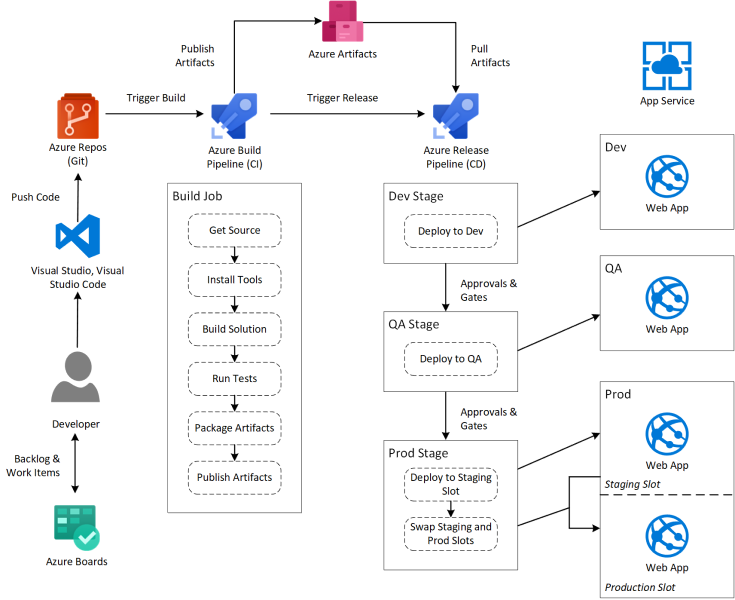 Publish
Artifacts
Azure Artifacts
Pull
Artifacts
App Service
Trigger Build
Trigger Release
Azure Repos
(Git)
Azure Build
Pipeline (CI)
Azure Release
Pipeline (CD)
Push Code
Visual Studio, Visual
Studio Code
Developer
Backlog &
Work Items
Azure Boards
Build Job
Get Source
Install Tools
Build Solution
Run Tests
Package Artifacts
Publish Artifacts
Dev Stage
Deploy to Dev
Approvals &
Gates
QA Stage
Deploy to QA
Approvals &
Gates
Prod Stage
Deploy to Staging
Slot
Swap Staging and
Prod Slots
Dev
Web App
QA
Web App
Prod
Web App
Staging Slot
Web App
Production Slot